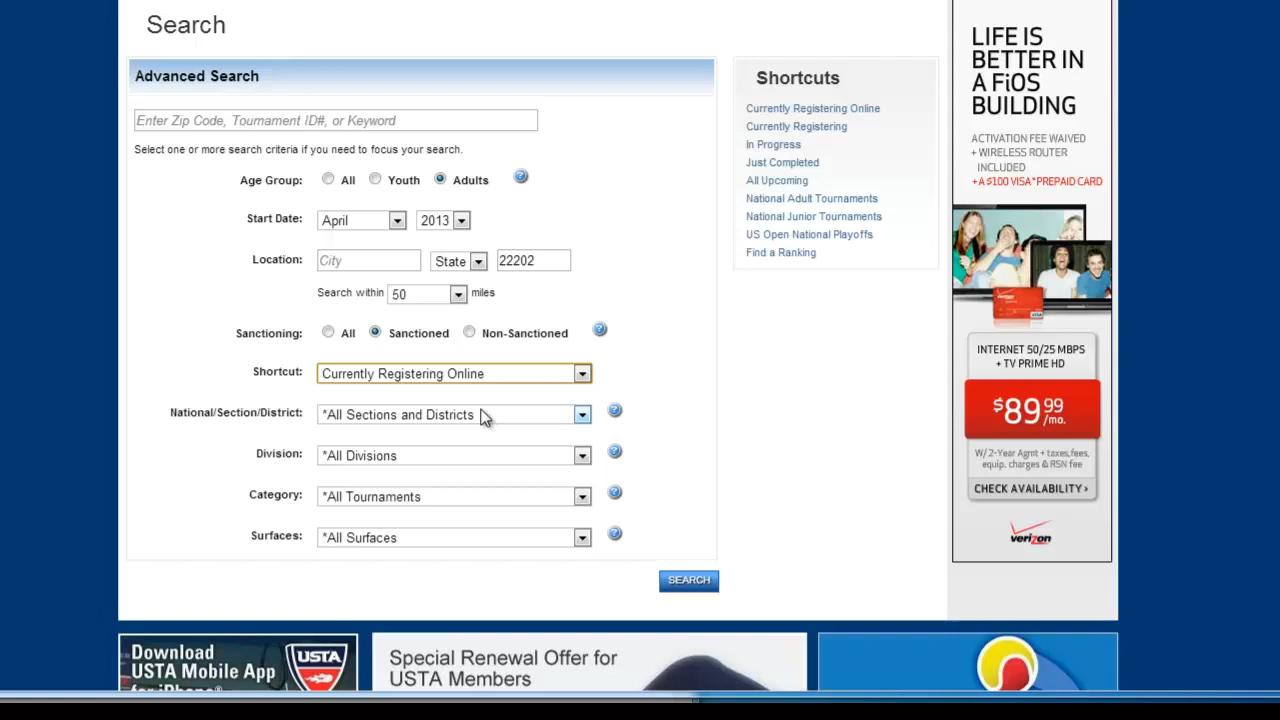 Search
Advanced Search
Enter Zip Code, Tournament ID#, or Keyword
Select one or more search criteria if you need to focus your search.
Age Group: All Youth Adults
Start Date: April 2013
Location: City State 22202
Search within 50 miles
Sanctioning: All Sanctioned Non-Sanctioned
Shortcut: Currently Registering Online
National/Section/District: *All Sections and Districts
Division: *All Divisions
Category: *All Tournaments
Surfaces: *All Surfaces
SEARCH
Shortcuts
Currently Registering Online
Currently Registering
In Progress
Just Completed
All Upcoming
National Adult Tournaments
National Junior Tournaments
US Open National Playoffs
Find a Ranking
LIFE IS
BETTER IN
A FiOS
BUILDING
ACTIVATION FEE WAIVED
+ WIRELESS ROUTER
INCLUDED
+A $100 VISA*PREPAID CARD
INTERNET 50/25 MBPS
+ TV PRIME HD
$89 99 /mo.
W/ 2-Year Agmt + taxes,fees,
equip. charges & RSN fee
CHECK AVAILABILITY ›
verizon
Download
USTA Mobile App
for iPhone®
USTA
Special Renewal Offer for
USTA Members